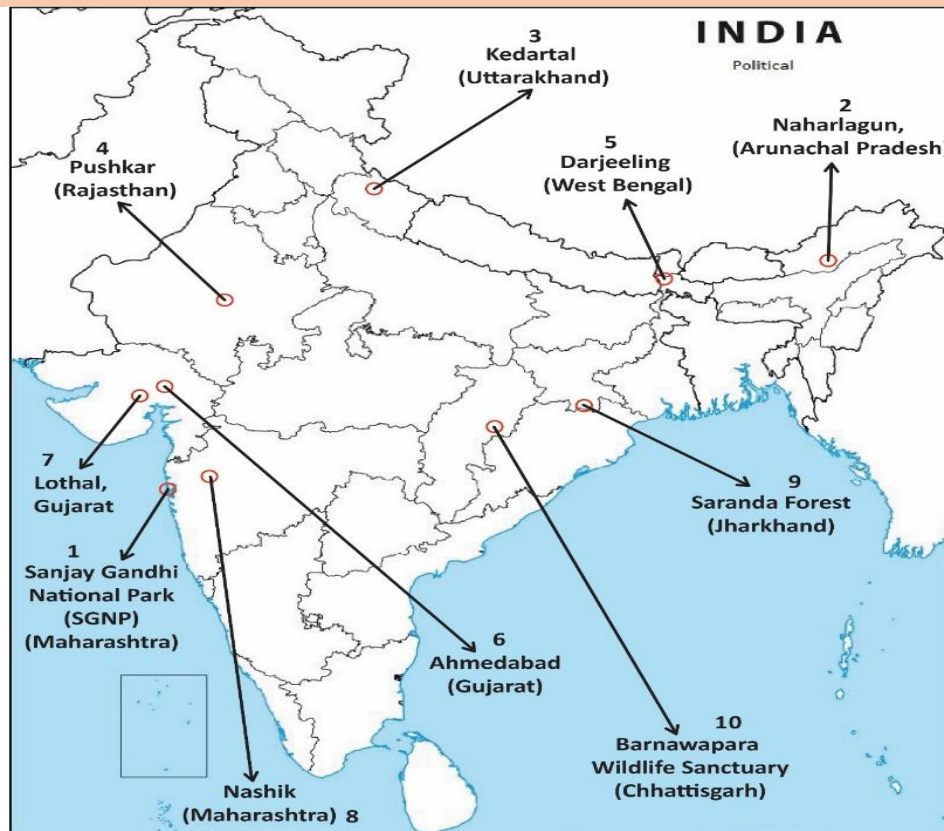 INDIA
Political
3
Kedartal
(Uttarakhand)
2
Naharlagun,
(Arunachal Pradesh)
4
Pushkar
(Rajasthan)
5
Darjeeling
(West Bengal)
7
Lothal,
Gujarat
9
Saranda Forest
(Jharkhand)
1
Sanjay Gandhi
National Park
(SGNP)
(Maharashtra)
6
Ahmedabad
(Gujarat)
10
Barnawapara
Wildlife Sanctuary
(Chhattisgarh)
Nashik
(Maharashtra) 8